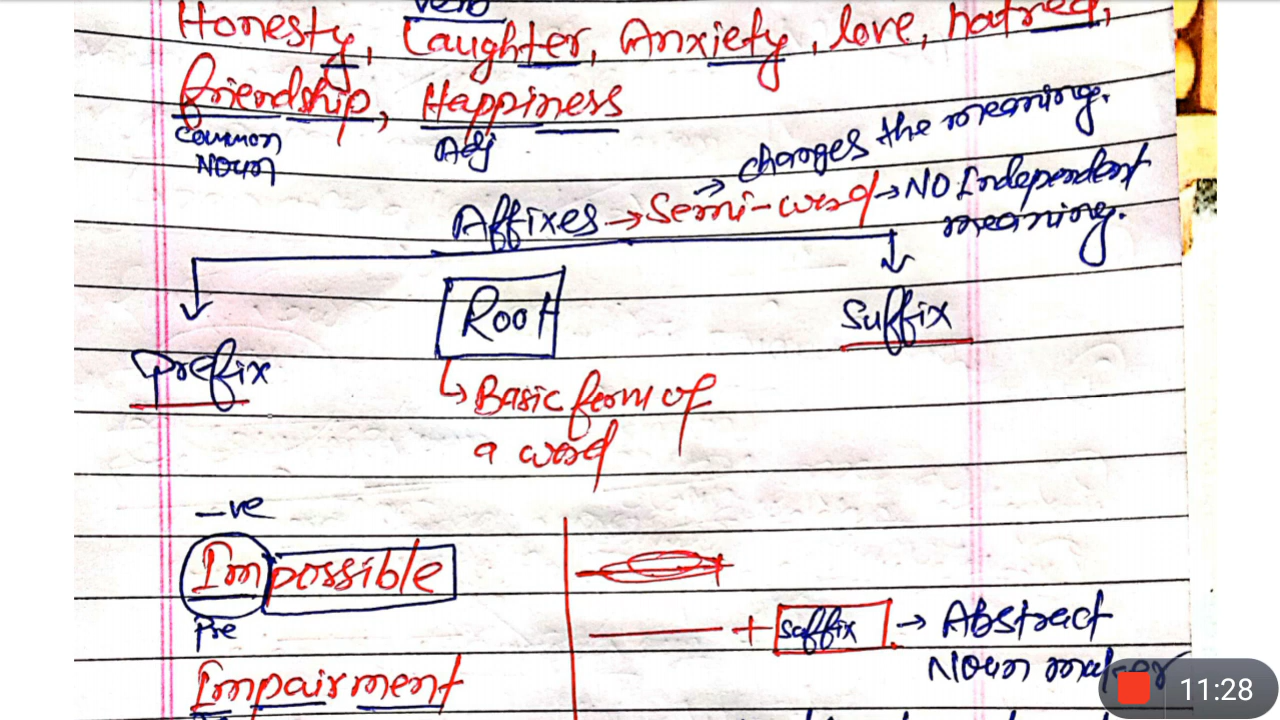 verb
Honesty, Laughter, Anxiety, love, hatred,
friendship, Happiness
Common Adj
Noun
→ changes the meaning.
Affixes → Semi-word → NO Independent
meaning.
Root
Suffix
Prefix
↳ Basic form of
a word
-ve
Impossible
+ Suffix → Abstract
Pre
Noun maker
Impairment
11:28